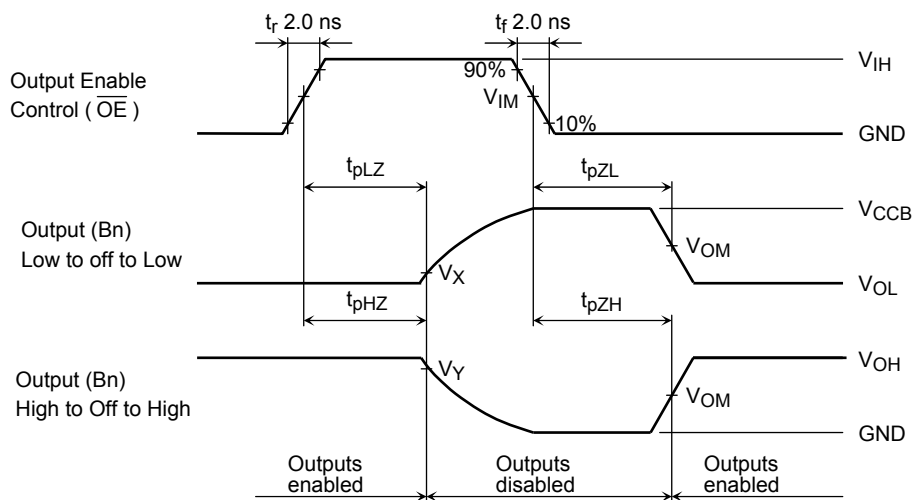 tr 2.0 ns
tf 2.0 ns
Output Enable
Control ( OE )
90%
VIM
10%
VIH
GND
tpLZ
tpZL
Output (Bn)
Low to off to Low
VX
VCCB
VOM
VOL
tpHZ
tpZH
Output (Bn)
High to Off to High
VY
VOH
VOM
GND
Outputs
enabled
Outputs
disabled
Outputs
enabled